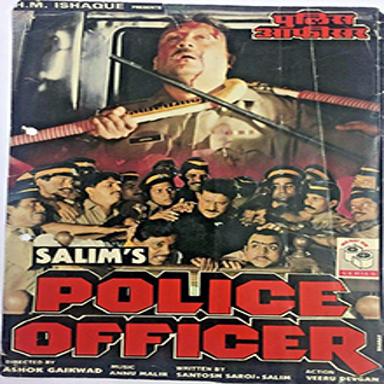 H.M. ISHAQUE PRESENTS
पुलिस
ऑफीसर
SALIM'S
POLICE
OFFICER
SERIES
DIRECTED BY
ASHOK GAIKWAD
MUSIC
ANNU MALIK
WRITTEN BY
SANTOSH SAROJ-SALIM
ACTION
VEERU DEVGAN